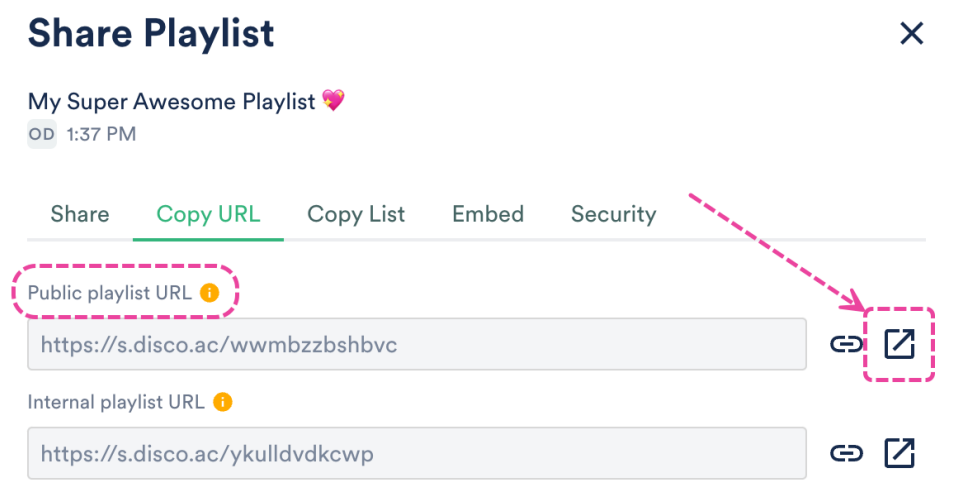 Share Playlist
My Super Awesome Playlist 💖
OD 1:37 PM
Share Copy URL Copy List Embed Security
Public playlist URL
https://s.disco.ac/wwmbzzbshbvc
Internal playlist URL
https://s.disco.ac/ykulldvdkcwp